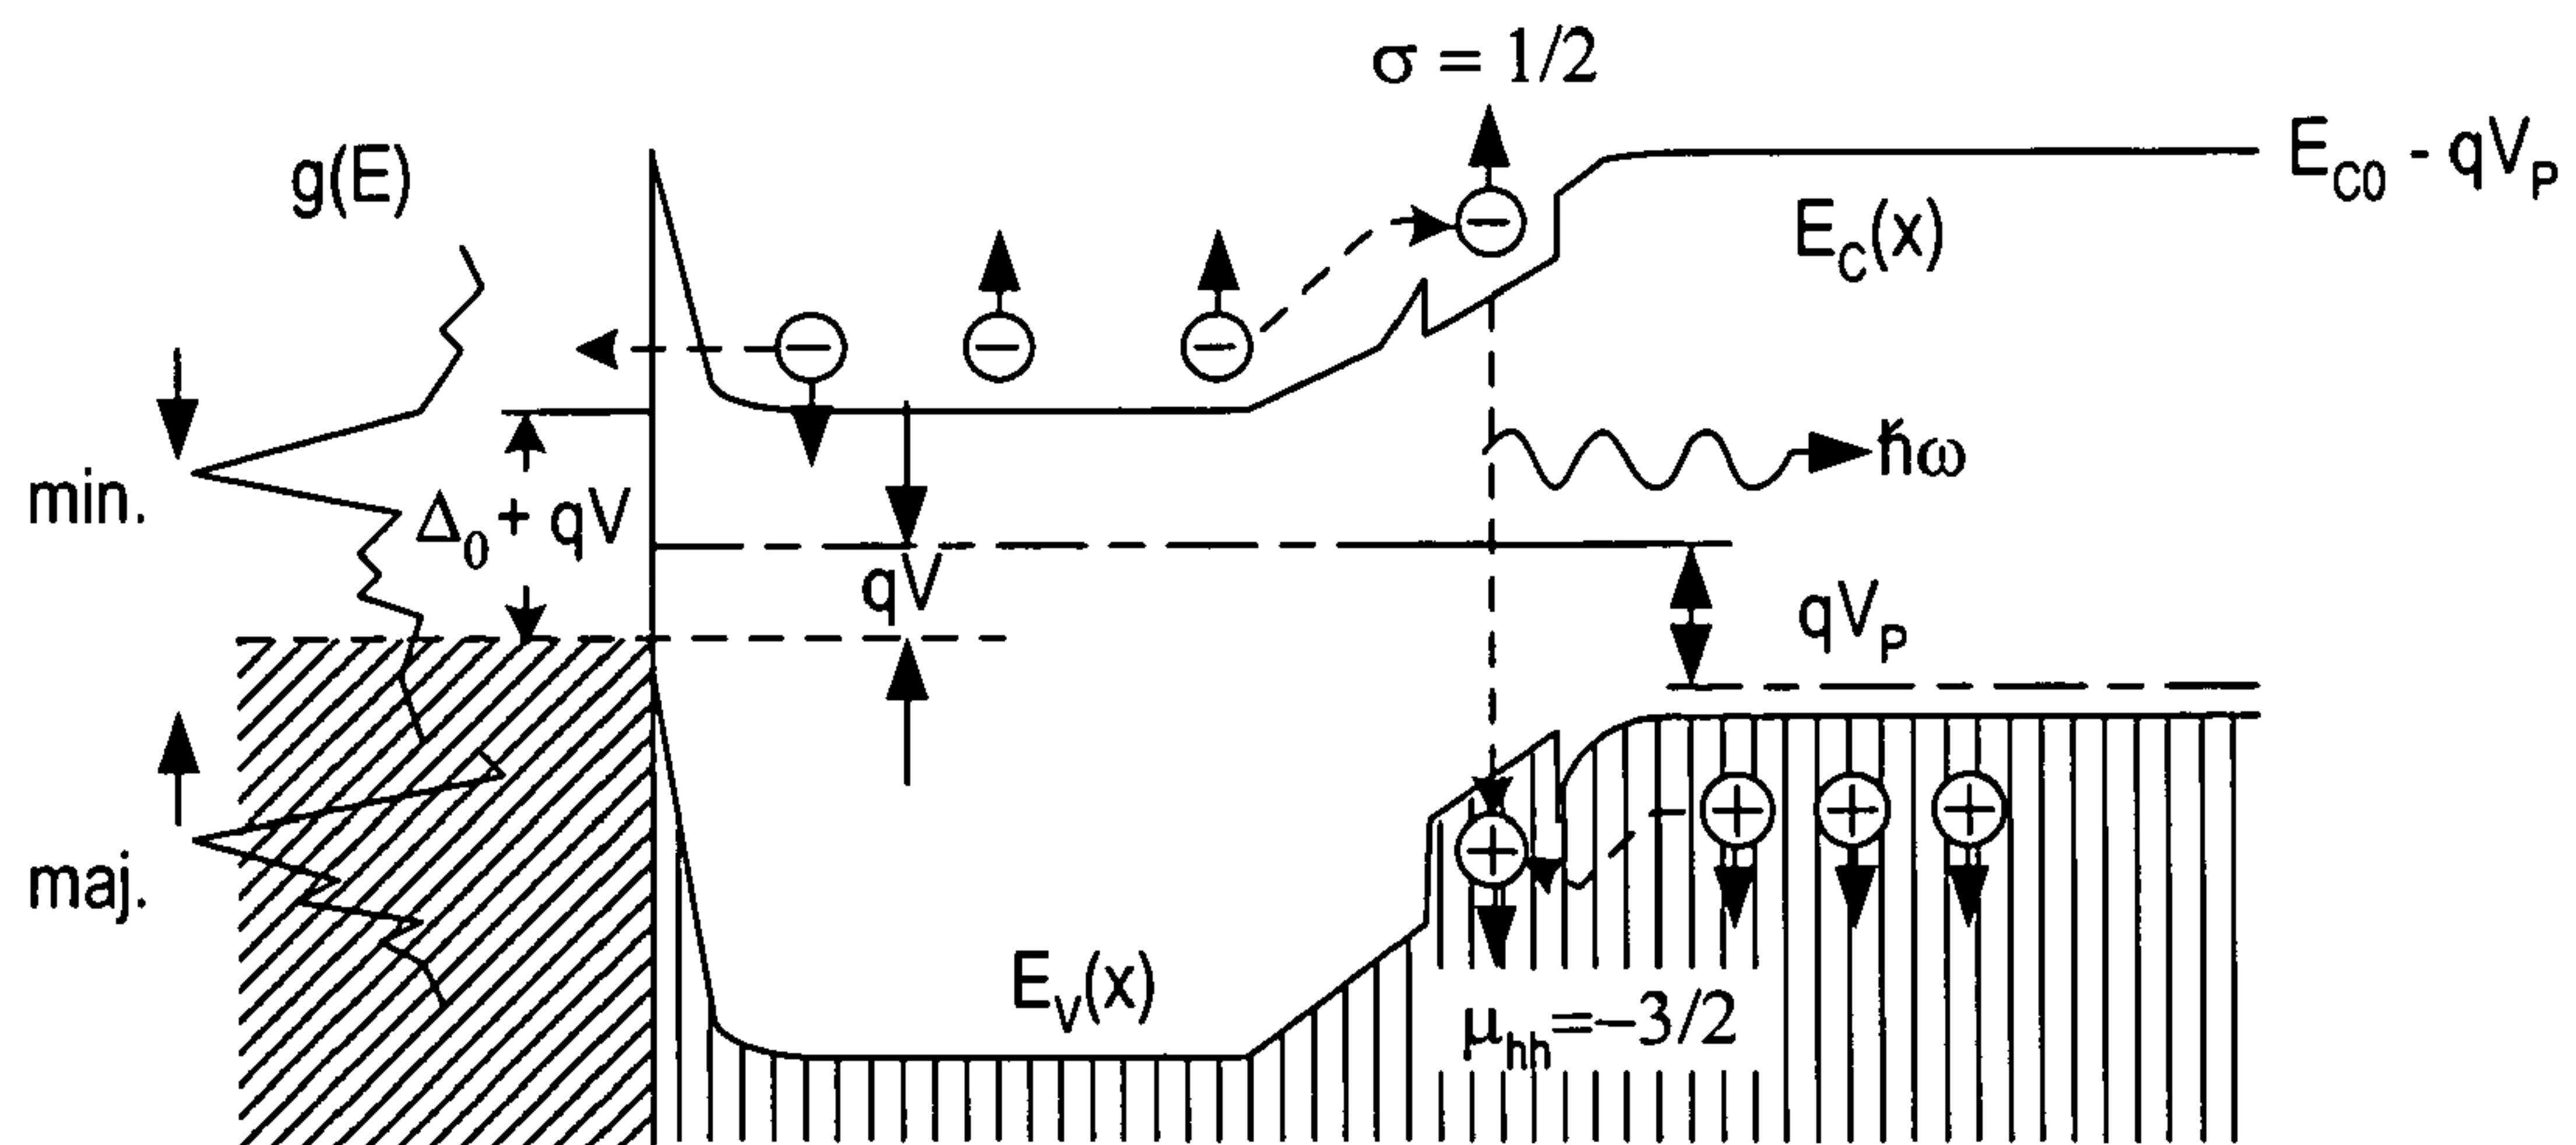 σ = 1/2
g(E)
E_C0 - qV_P
E_C(x)
min.
Δ_0 + qV
ħω
qV
qV_P
maj.
E_V(x)
μ_hh=−3/2